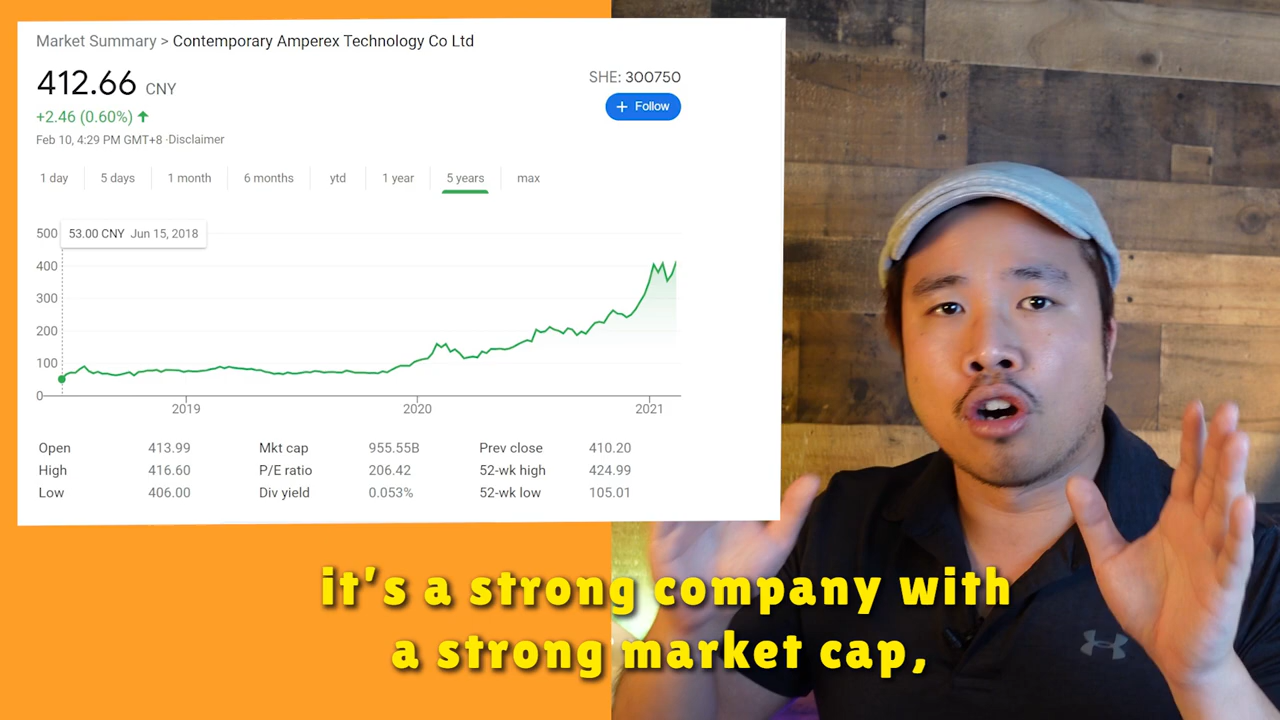 Market Summary > Contemporary Amperex Technology Co Ltd
412.66 CNY
SHE: 300750
+ Follow
+2.46 (0.60%)
Feb 10, 4:29 PM GMT+8 ·Disclaimer
1 day 5 days 1 month 6 months ytd 1 year 5 years max
500
53.00 CNY Jun 15, 2018
400
300
200
100
0
2019 2020 2021
Open 413.99 Mkt cap 955.55B Prev close 410.20
High 416.60 P/E ratio 206.42 52-wk high 424.99
Low 406.00 Div yield 0.053% 52-wk low 105.01
it's a strong company with
a strong market cap,